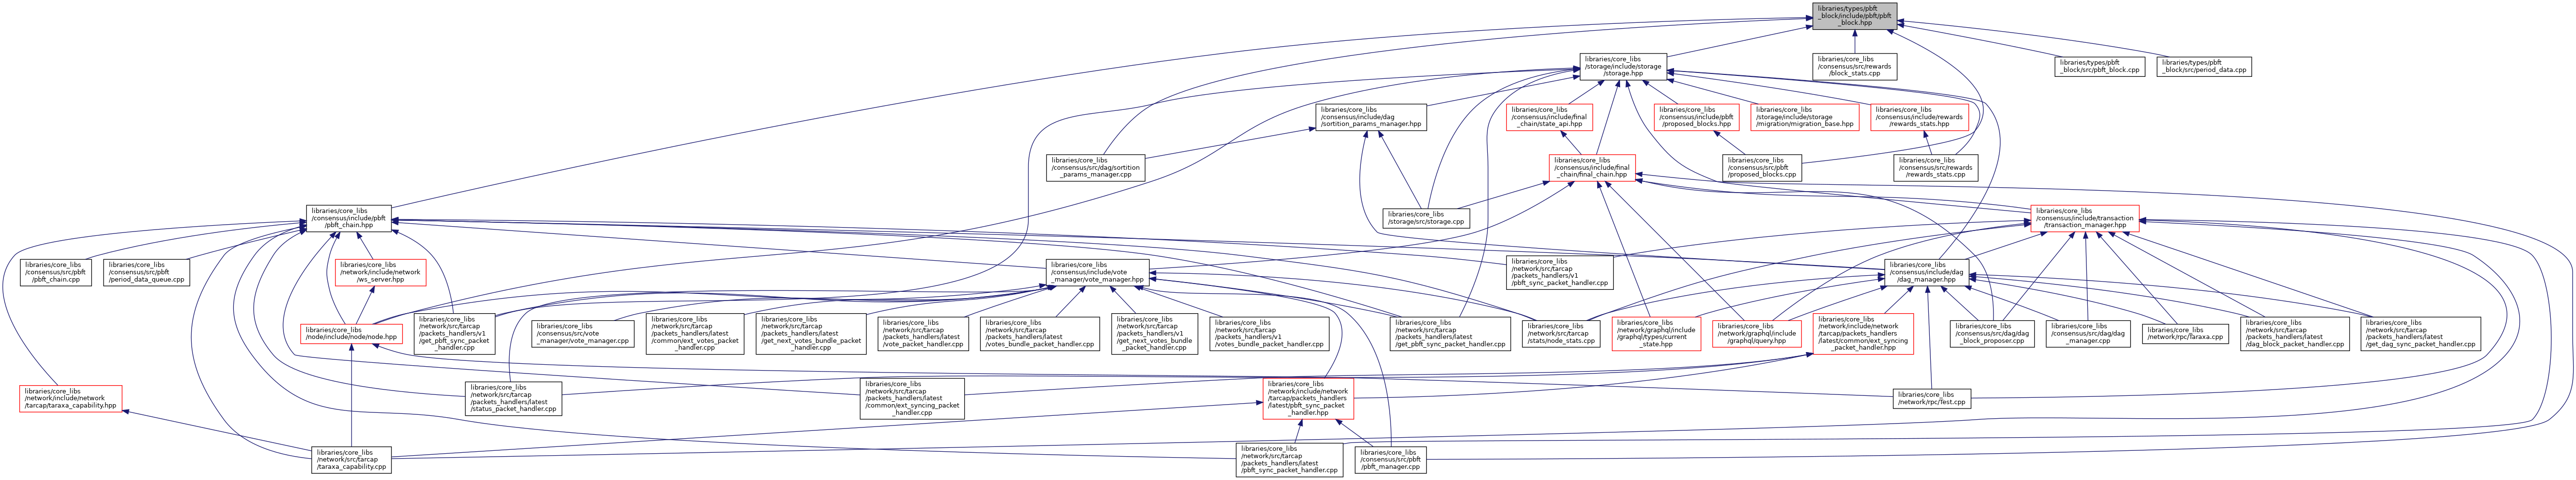 libraries/types/pbft
_block/include/pbft/pbft
_block.hpp
libraries/core_libs
/storage/include/storage
/storage.hpp
libraries/core_libs
/consensus/src/rewards
/block_stats.cpp
libraries/types/pbft
_block/src/pbft_block.cpp
libraries/types/pbft
_block/src/period_data.cpp
libraries/core_libs
/consensus/include/dag
/sortition_params_manager.hpp
libraries/core_libs
/consensus/include/final
_chain/state_api.hpp
libraries/core_libs
/consensus/include/pbft
/proposed_blocks.hpp
libraries/core_libs
/storage/include/storage
/migration/migration_base.hpp
libraries/core_libs
/consensus/include/rewards
/rewards_stats.hpp
libraries/core_libs
/consensus/src/dag/sortition
_params_manager.cpp
libraries/core_libs
/consensus/include/final
_chain/final_chain.hpp
libraries/core_libs
/consensus/src/pbft
/proposed_blocks.cpp
libraries/core_libs
/consensus/src/rewards
/rewards_stats.cpp
libraries/core_libs
/consensus/include/pbft
/pbft_chain.hpp
libraries/core_libs
/storage/src/storage.cpp
libraries/core_libs
/consensus/include/transaction
/transaction_manager.hpp
libraries/core_libs
/consensus/src/pbft
/pbft_chain.cpp
libraries/core_libs
/consensus/src/pbft
/period_data_queue.cpp
libraries/core_libs
/network/include/network
/ws_server.hpp
libraries/core_libs
/consensus/include/vote
_manager/vote_manager.hpp
libraries/core_libs
/network/src/tarcap
/packets_handlers/v1
/pbft_sync_packet_handler.cpp
libraries/core_libs
/consensus/include/dag
/dag_manager.hpp
libraries/core_libs
/node/include/node/node.hpp
libraries/core_libs
/network/src/tarcap
/packets_handlers/v1
/get_pbft_sync_packet
_handler.cpp
libraries/core_libs
/consensus/src/vote
_manager/vote_manager.cpp
libraries/core_libs
/network/src/tarcap
/packets_handlers/latest
/common/ext_votes_packet
_handler.cpp
libraries/core_libs
/network/src/tarcap
/packets_handlers/latest
/get_next_votes_bundle_packet
_handler.cpp
libraries/core_libs
/network/src/tarcap
/packets_handlers/latest
/vote_packet_handler.cpp
libraries/core_libs
/network/src/tarcap
/packets_handlers/latest
/votes_bundle_packet_handler.cpp
libraries/core_libs
/network/src/tarcap
/packets_handlers/v1
/get_next_votes_bundle
_packet_handler.cpp
libraries/core_libs
/network/src/tarcap
/packets_handlers/v1
/votes_bundle_packet_handler.cpp
libraries/core_libs
/network/src/tarcap
/packets_handlers/latest
/get_pbft_sync_packet_handler.cpp
libraries/core_libs
/network/src/tarcap
/stats/node_stats.cpp
libraries/core_libs
/network/graphql/include
/graphql/types/current
_state.hpp
libraries/core_libs
/network/graphql/include
/graphql/query.hpp
libraries/core_libs
/network/include/network
/tarcap/packets_handlers
/latest/common/ext_syncing
_packet_handler.hpp
libraries/core_libs
/consensus/src/dag/dag
_block_proposer.cpp
libraries/core_libs
/consensus/src/dag/dag
_manager.cpp
libraries/core_libs
/network/rpc/Taraxa.cpp
libraries/core_libs
/network/src/tarcap
/packets_handlers/latest
/dag_block_packet_handler.cpp
libraries/core_libs
/network/src/tarcap
/packets_handlers/latest
/get_dag_sync_packet_handler.cpp
libraries/core_libs
/network/include/network
/tarcap/taraxa_capability.hpp
libraries/core_libs
/network/src/tarcap
/packets_handlers/latest
/status_packet_handler.cpp
libraries/core_libs
/network/src/tarcap
/packets_handlers/latest
/common/ext_syncing_packet
_handler.cpp
libraries/core_libs
/network/include/network
/tarcap/packets_handlers
/latest/pbft_sync_packet
_handler.hpp
libraries/core_libs
/network/rpc/Test.cpp
libraries/core_libs
/network/src/tarcap
/taraxa_capability.cpp
libraries/core_libs
/network/src/tarcap
/packets_handlers/latest
/pbft_sync_packet_handler.cpp
libraries/core_libs
/consensus/src/pbft
/pbft_manager.cpp